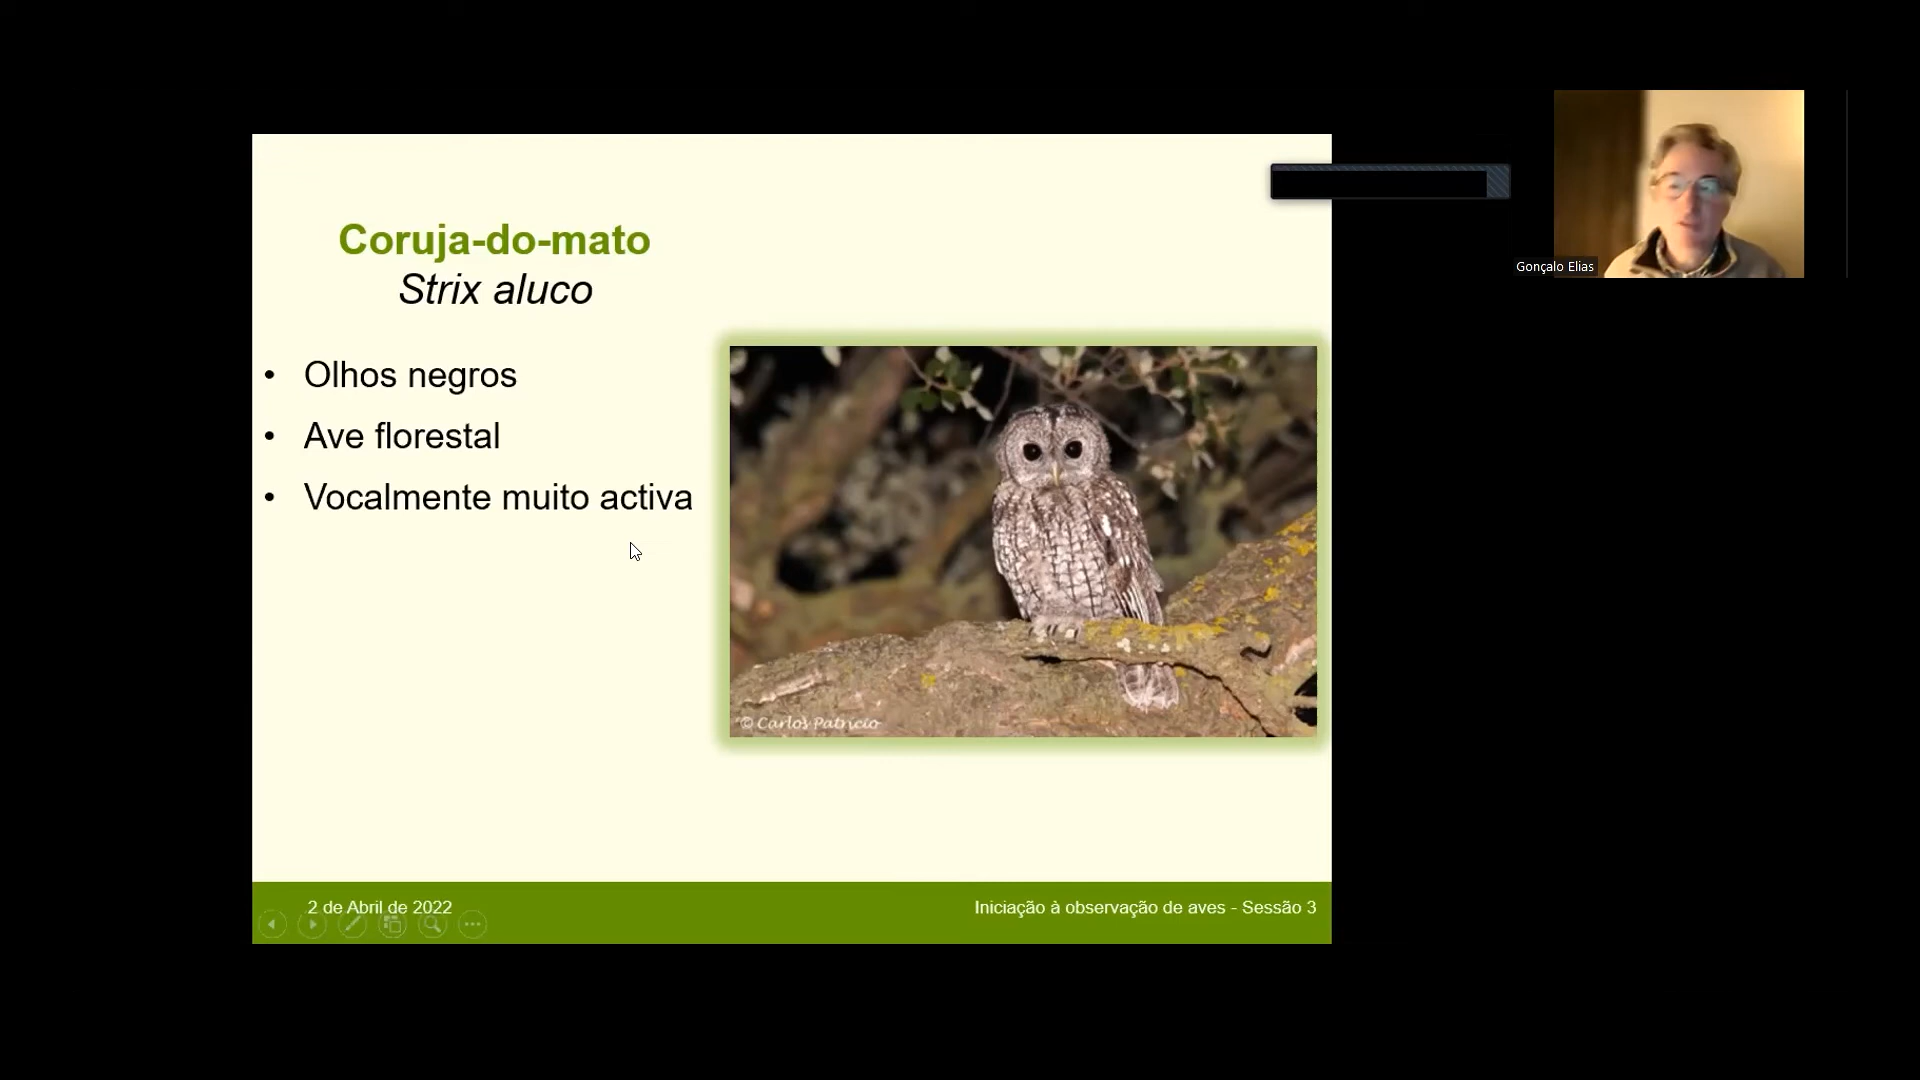 Coruja-do-mato
Strix aluco
• Olhos negros
• Ave florestal
• Vocalmente muito activa
© Carlos Patrício
2 de Abril de 2022
Iniciação à observação de aves - Sessão 3
Gonçalo Elias